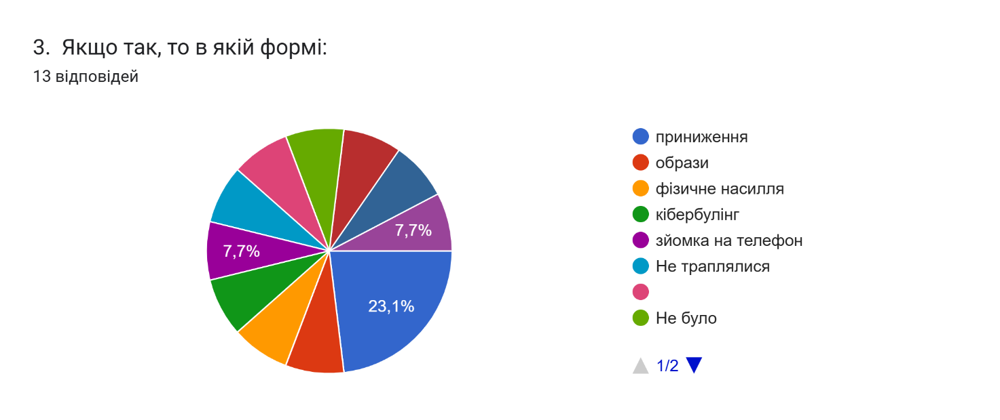 3. Якщо так, то в якій формі:
13 відповідей
приниження
образи
фізичне насилля
кібербулінг
зйомка на телефон
Не траплялися
Не було
1/2
7,7%
7,7%
23,1%